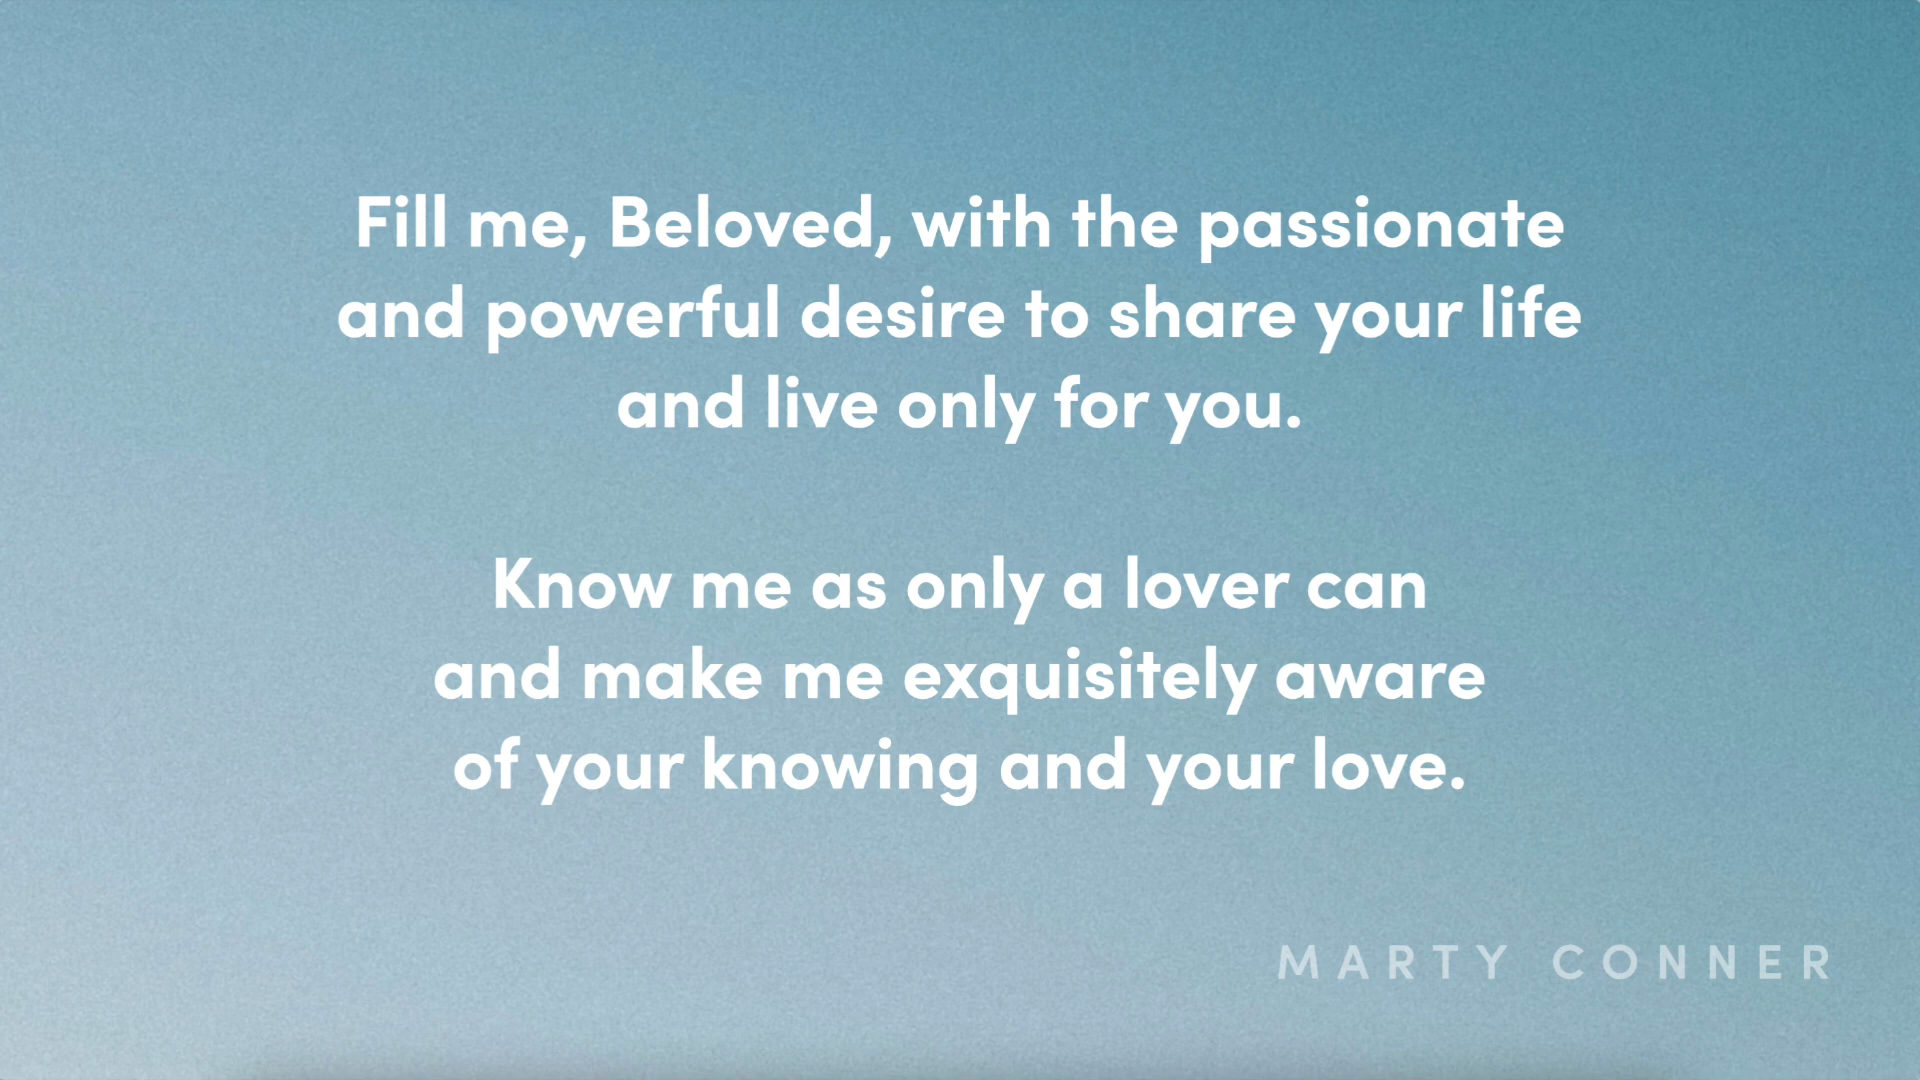 Fill me, Beloved, with the passionate
and powerful desire to share your life
and live only for you.
Know me as only a lover can
and make me exquisitely aware
of your knowing and your love.
MARTY CONNER